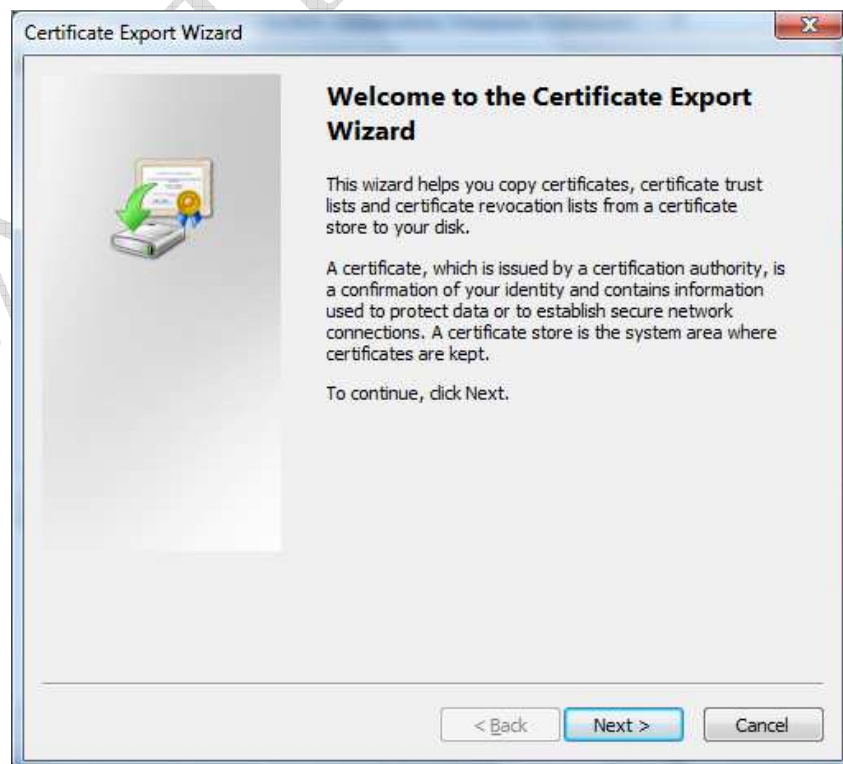 Certificate Export Wizard
Welcome to the Certificate Export
Wizard
This wizard helps you copy certificates, certificate trust
lists and certificate revocation lists from a certificate
store to your disk.
A certificate, which is issued by a certification authority, is
a confirmation of your identity and contains information
used to protect data or to establish secure network
connections. A certificate store is the system area where
certificates are kept.
To continue, click Next.
< Back Next > Cancel